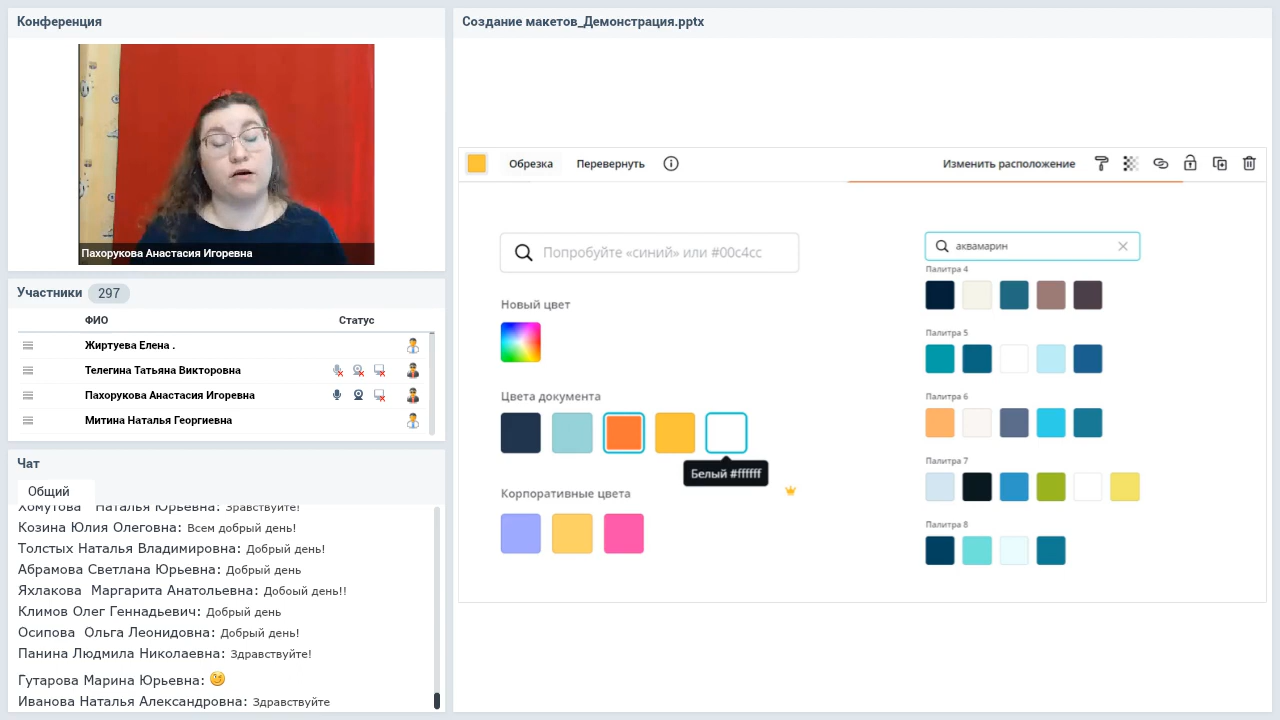 Конференция
Пахорукова Анастасия Игоревна
Участники 297
ФИО Статус
Жиртуева Елена .
Телегина Татьяна Викторовна
Пахорукова Анастасия Игоревна
Митина Наталья Георгиевна
Чат
Общий
Хомутова Наталья Юрьевна: Здравствуйте!
Козина Юлия Олеговна: Всем добрый день!
Толстых Наталья Владимировна: Добрый день!
Абрамова Светлана Юрьевна: Добрый день
Яхлакова Маргарита Анатольевна: Добоый день!!
Климов Олег Геннадьевич: Добрый день
Осипова Ольга Леонидовна: Добрый день!
Панина Людмила Николаевна: Здравствуйте!
Гутарова Марина Юрьевна:
Иванова Наталья Александровна: Здравствуйте
Создание макетов_Демонстрация.pptx
Обрезка Перевернуть Изменить расположение
Попробуйте «синий» или #00c4cc
Новый цвет
Цвета документа
Белый #ffffff
Корпоративные цвета
аквамарин
Палитра 4
Палитра 5
Палитра 6
Палитра 7
Палитра 8